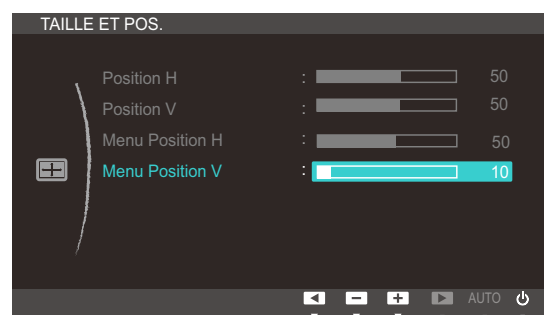 TAILLE ET POS.
Position H : 50
Position V : 50
Menu Position H : 50
Menu Position V : 10
AUTO